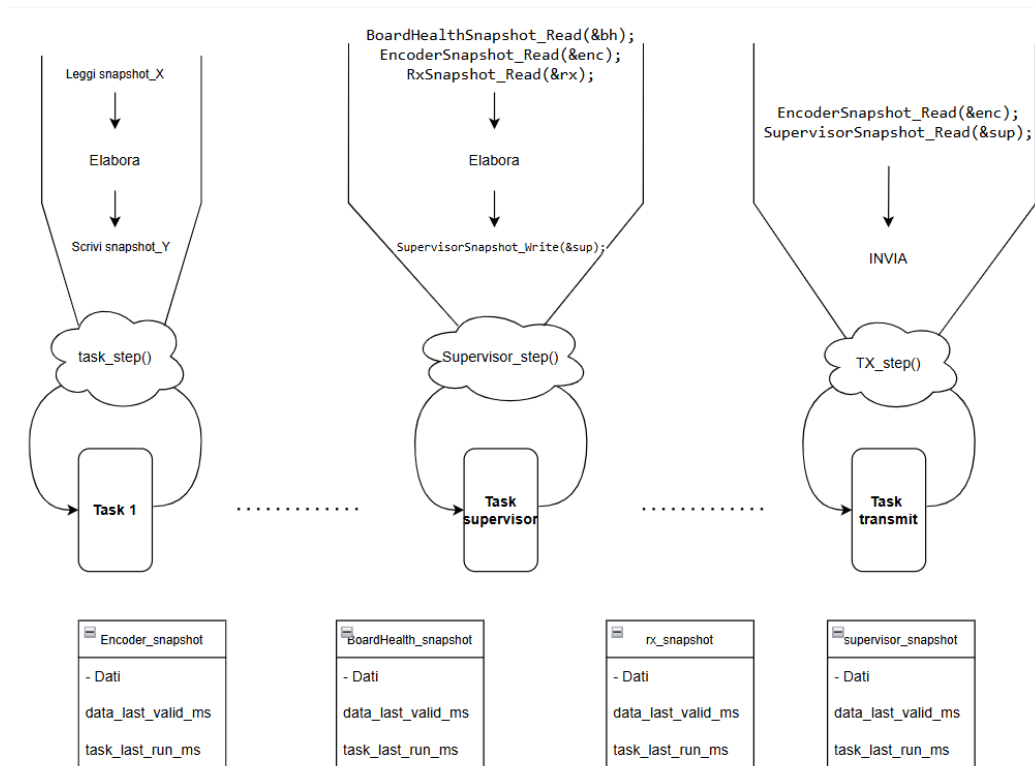 Leggi snapshot_X
Elabora
Scrivi snapshot_Y
task_step()
Task 1
BoardHealthSnapshot_Read(&bh);
EncoderSnapshot_Read(&enc);
RxSnapshot_Read(&rx);
Elabora
SupervisorSnapshot_Write(&sup);
Supervisor_step()
Task
supervisor
EncoderSnapshot_Read(&enc);
SupervisorSnapshot_Read(&sup);
INVIA
TX_step()
Task
transmit
Encoder_snapshot
- Dati
data_last_valid_ms
task_last_run_ms
BoardHealth_snapshot
- Dati
data_last_valid_ms
task_last_run_ms
rx_snapshot
- Dati
data_last_valid_ms
task_last_run_ms
supervisor_snapshot
- Dati
data_last_valid_ms
task_last_run_ms